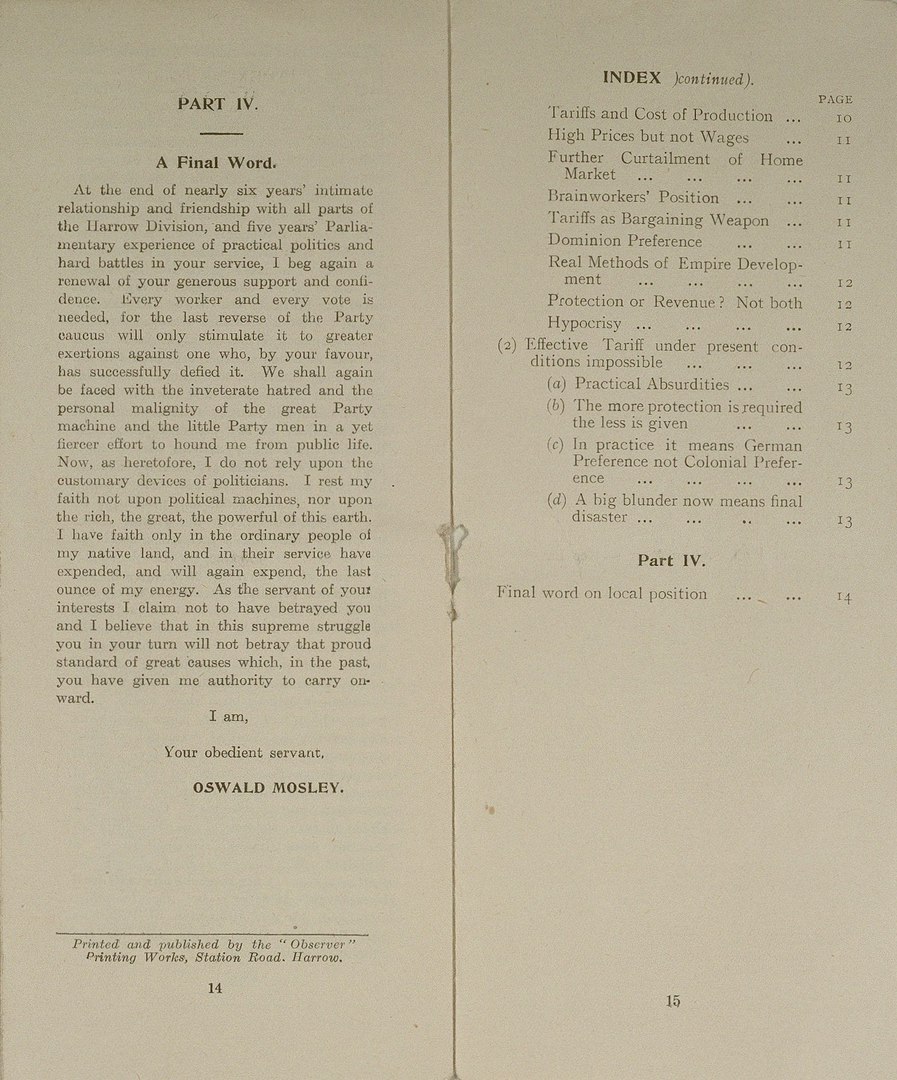 PART IV.
A Final Word.
At the end of nearly six years' intimate
relationship and friendship with all parts of
the Harrow Division, and five years' Parlia-
mentary experience of practical politics and
hard battles in your service, I beg again a
renewal of your generous support and confi-
dence. Every worker and every vote is
needed, for the last reverse of the Party
caucus will only stimulate it to greater
exertions against one who, by your favour,
has successfully defied it. We shall again
be faced with the inveterate hatred and the
personal malignity of the great Party
machine and the little Party men in a yet
fiercer effort to hound me from public life.
Now, as heretofore, I do not rely upon the
customary devices of politicians. I rest my
faith not upon political machines, nor upon
the rich, the great, the powerful of this earth.
I have faith only in the ordinary people of
my native land, and in their service have
expended, and will again expend, the last
ounce of my energy. As the servant of your
interests I claim not to have betrayed you
and I believe that in this supreme struggle
you in your turn will not betray that proud
standard of great causes which, in the past,
you have given me authority to carry on-
ward.
I am,
Your obedient servant,
OSWALD MOSLEY.
Printed and published by the "Observer"
Printing Works, Station Road. Harrow.
14
INDEX )continued).
PAGE
Tariffs and Cost of Production ... 10
High Prices but not Wages ... 11
Further Curtailment of Home
Market ... ... ... ... 11
Brainworkers' Position ... ... 11
Tariffs as Bargaining Weapon ... 11
Dominion Preference ... ... 11
Real Methods of Empire Develop-
ment ... ... ... ... 12
Protection or Revenue? Not both 12
Hypocrisy ... ... ... ... 12
(2) Effective Tariff under present con-
ditions impossible ... ... ... 12
(a) Practical Absurdities ... ... 13
(b) The more protection is required
the less is given ... ... 13
(c) In practice it means German
Preference not Colonial Prefer-
ence ... ... ... ... 13
(d) A big blunder now means final
disaster ... ... .. ... 13
Part IV.
Final word on local position ... ... 14
15